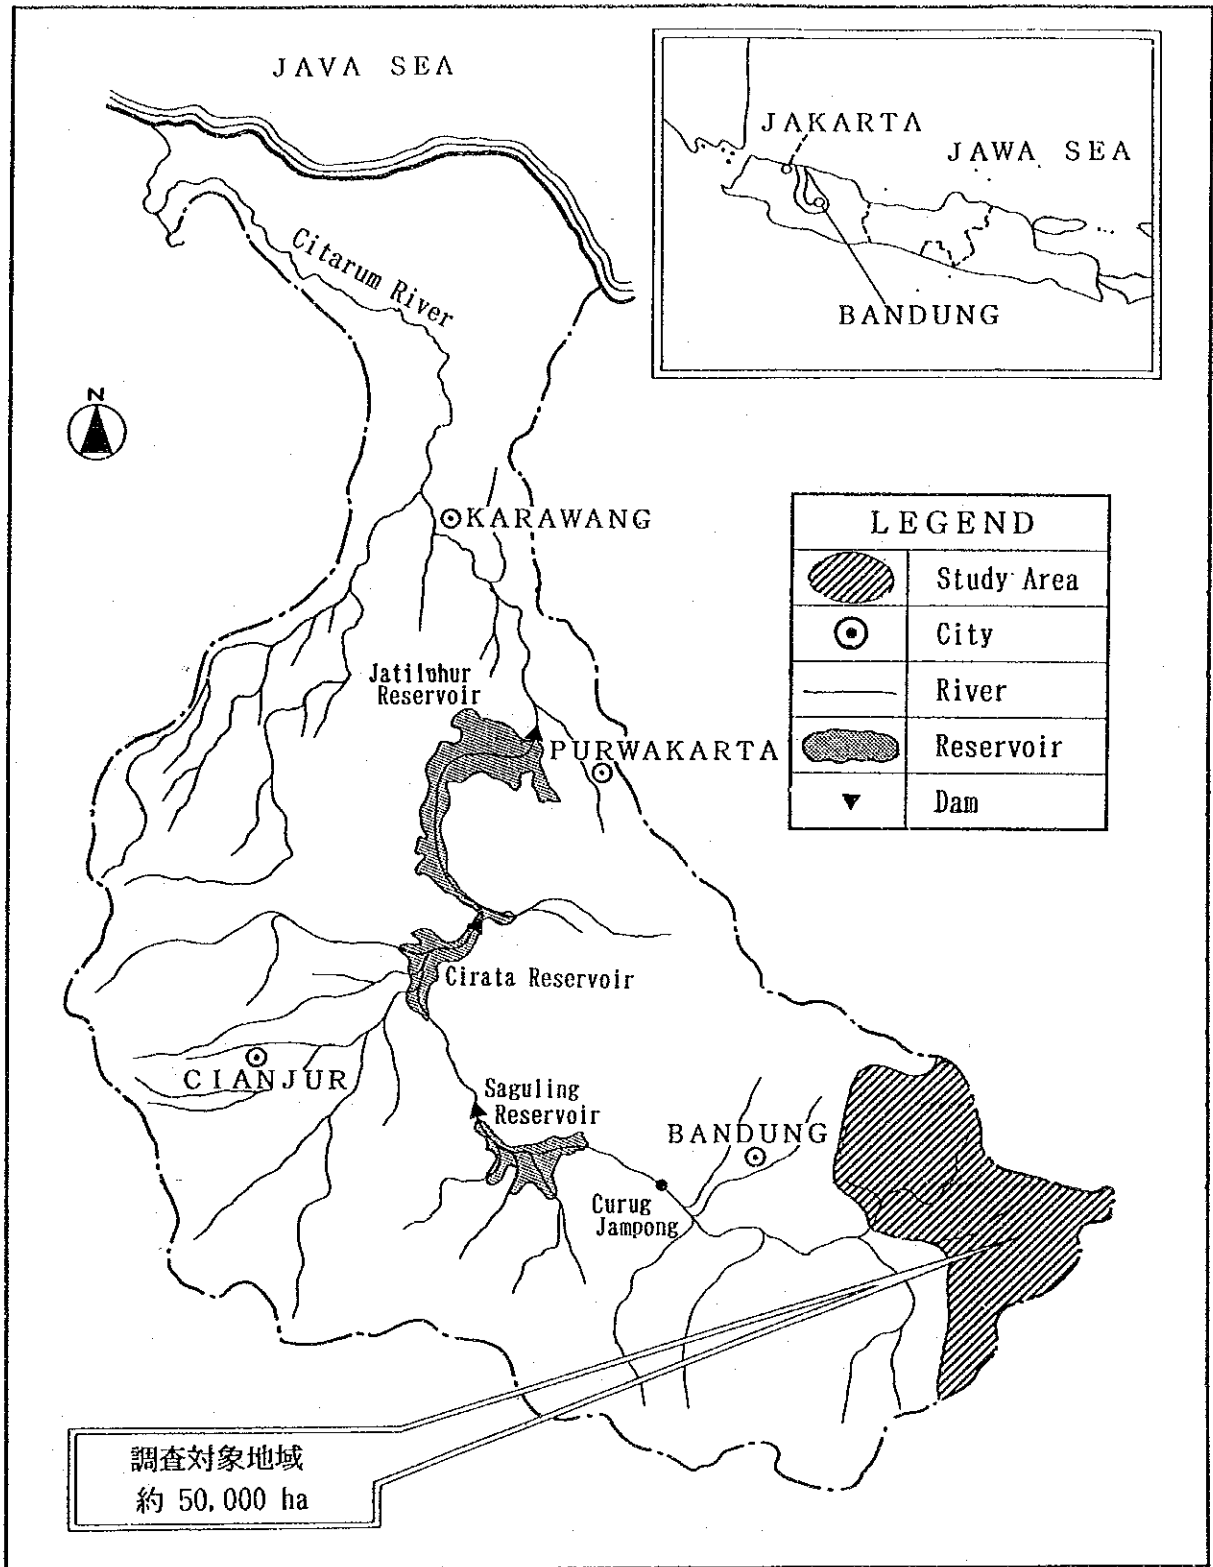 JAVA SEA
JAKARTA
JAWA SEA
BANDUNG
Citarum River
N
KARAWANG
LEGEND
Study Area
City
River
Reservoir
Dam
Jatiluhur
Reservoir
PURWAKARTA
Cirata Reservoir
CIANJUR
Saguling
Reservoir
BANDUNG
Curug
Jampong
調査対象地域
約 50,000 ha